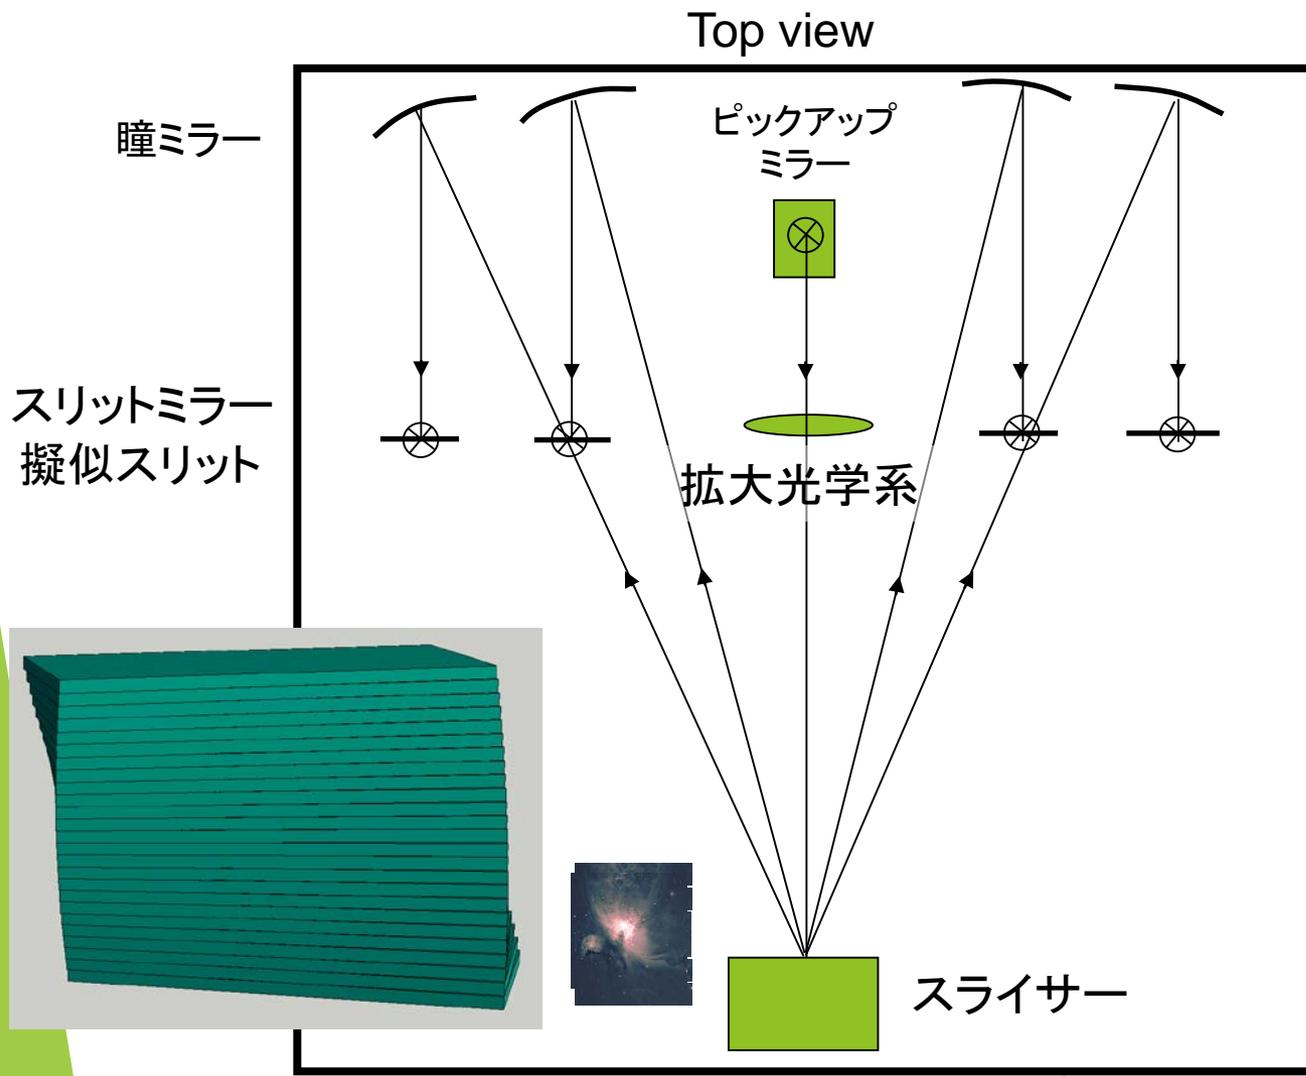 Top view
瞳ミラー
ピックアップ
ミラー
スリットミラー
擬似スリット
拡大光学系
スライサー